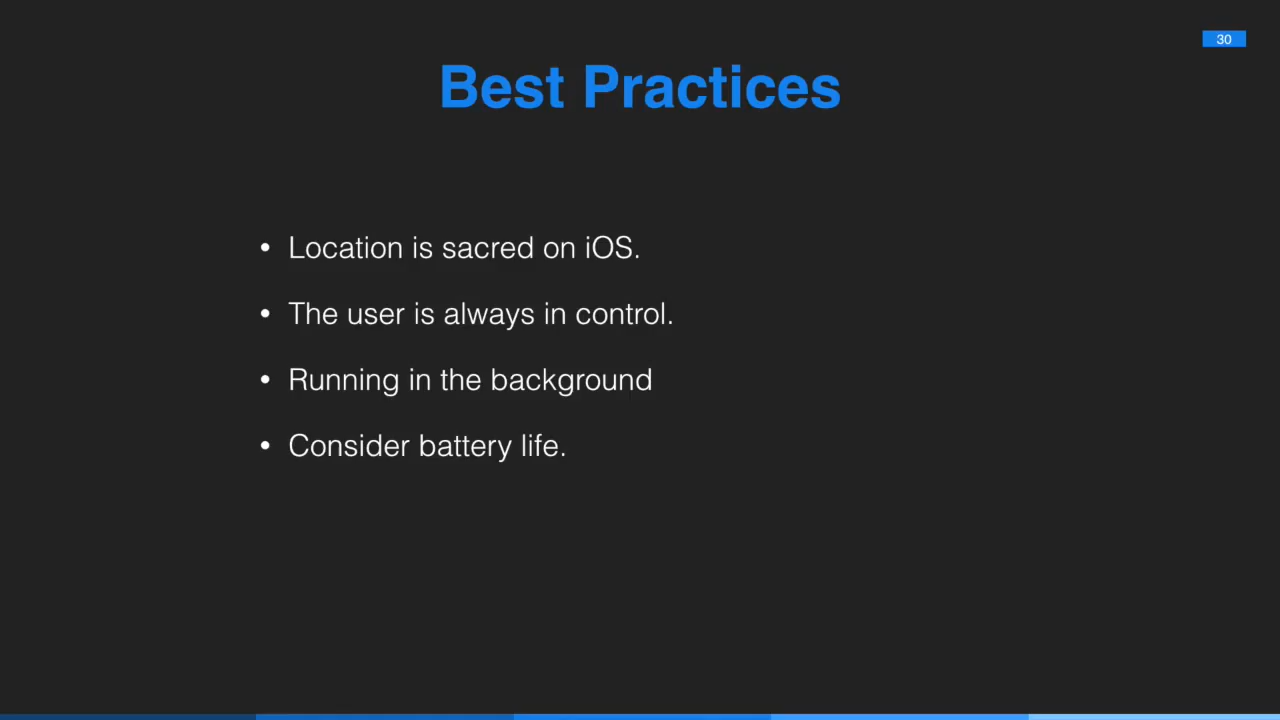 30
Best Practices
• Location is sacred on iOS.
• The user is always in control.
• Running in the background
• Consider battery life.